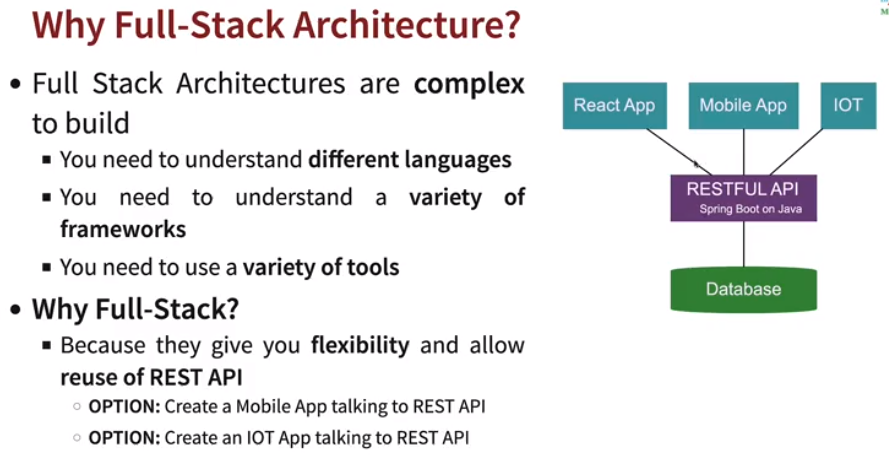 Why Full-Stack Architecture?
• Full Stack Architectures are complex
to build
▪ You need to understand different languages
▪ You need to understand a variety of
frameworks
▪ You need to use a variety of tools
• Why Full-Stack?
▪ Because they give you flexibility and allow
reuse of REST API
○ OPTION: Create a Mobile App talking to REST API
○ OPTION: Create an IOT App talking to REST API
React App
Mobile App
IOT
RESTFUL API
Spring Boot on Java
Database